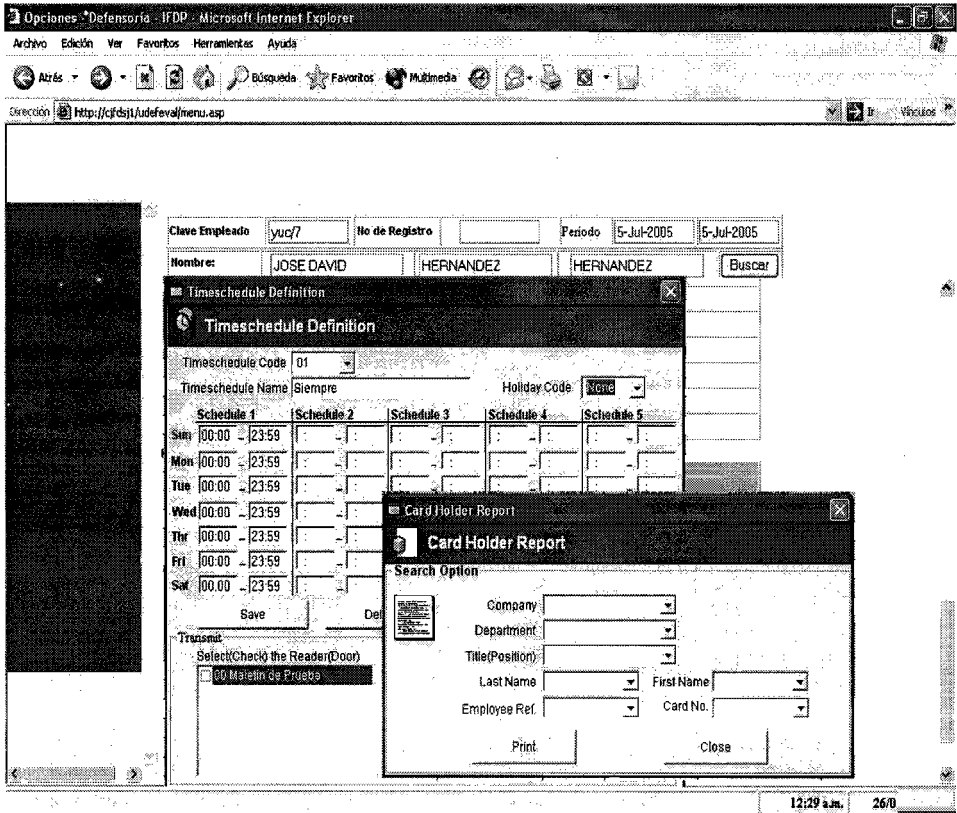 Opciones -*Defensoría - IFDP - Microsoft Internet Explorer
Archivo Edición Ver Favoritos Herramientas Ayuda
Atrás Búsqueda Favoritos Multimedia
Dirección http://cjfdsj1/udefeval/menu.asp Ir Vínculos
Clave Empleado yuc/7 No de Registro Periodo 5-Jul-2005 5-Jul-2005
Nombre: JOSE DAVID HERNANDEZ HERNANDEZ Buscar
Timeschedule Definition
Timeschedule Definition
Timeschedule Code 01
Timeschedule Name Siempre Holiday Code None
Schedule 1 Schedule 2 Schedule 3 Schedule 4 Schedule 5
Sun 00:00 - 23:59 : - : : - : : - : : - :
Mon 00:00 - 23:59 : - : : - : : - : : - :
Tue 00:00 - 23:59 : - : : - : : - : : - :
Wed 00:00 - 23:59 : - :
Thr 00:00 - 23:59 : - :
Fri 00:00 - 23:59 : - :
Sat 00:00 - 23:59 : - :
Save Del
Transmit
Select(Check) the Reader(Door)
00 Maletin de Prueba
Card Holder Report
Card Holder Report
Search Option
Company
Department
Title(Position)
Last Name First Name
Employee Ref. Card No.
Print Close
12:29 a.m. 26/0